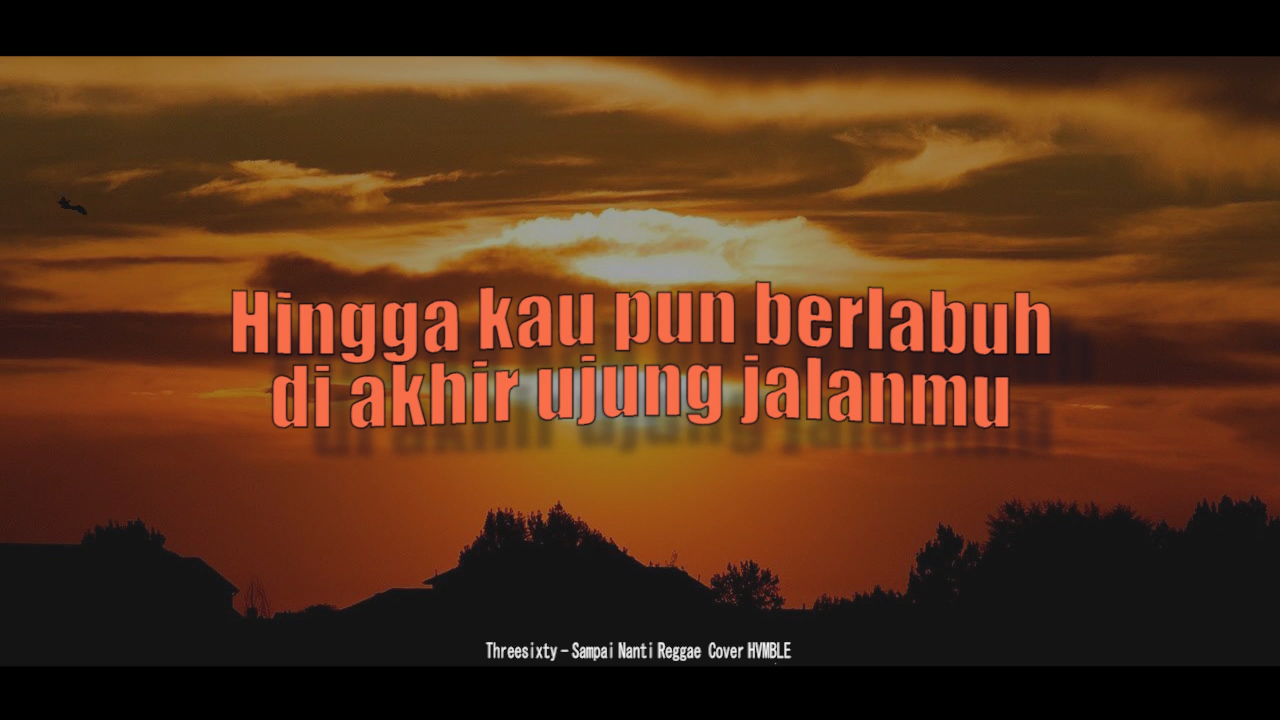 Hingga kau pun berlabuh
di akhir ujung jalanmu
Threesixty - Sampai Nanti Reggae Cover HVMBLE